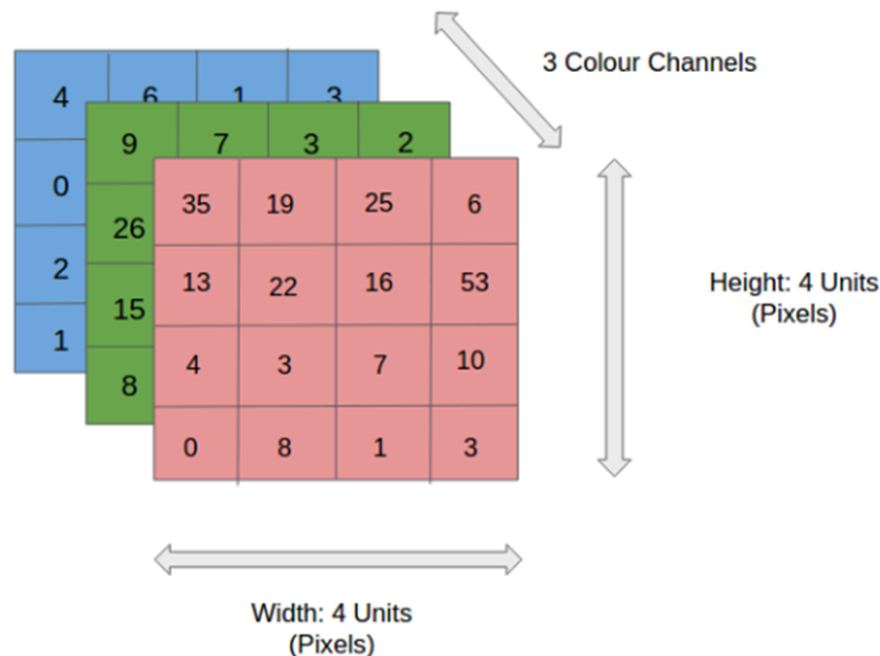 3 Colour Channels
4 6 1 3
9 7 3 2
0
35 19 25 6
26
13 22 16 53
2
Height: 4 Units
(Pixels)
15
4 3 7 10
1
8
0 8 1 3
Width: 4 Units
(Pixels)